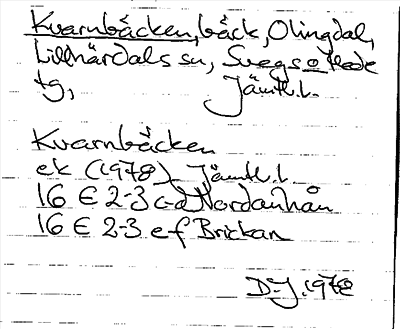 Kvarnbäcken, bäck, Olingdal,
Lillhärdals sn, Svegs o Hede
tg, Jämtl.l.
Kvarnbäcken
ek (1978) Jämtl.l.
16 E 2-3 c-d Nordanhån
16 E 2-3 e f Brickan
D.J. 1978